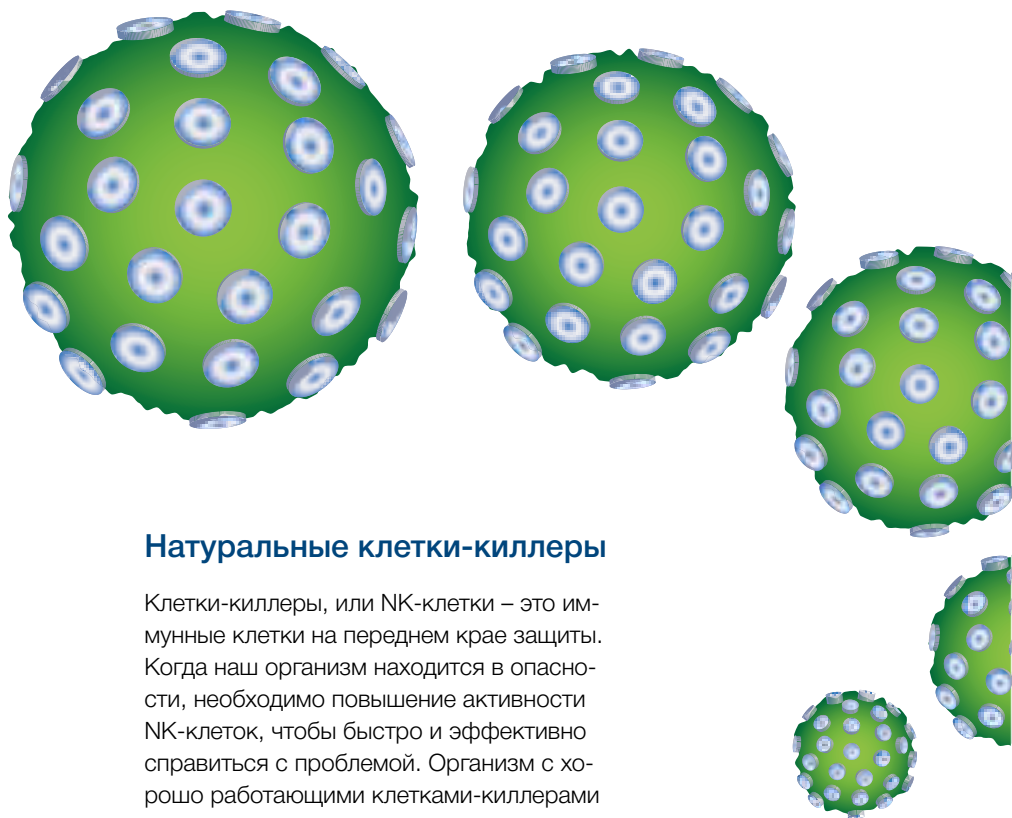 Натуральные клетки-киллеры
Клетки-киллеры, или NK-клетки – это им-
мунные клетки на переднем крае защиты.
Когда наш организм находится в опасно-
сти, необходимо повышение активности
NK-клеток, чтобы быстро и эффективно
справиться с проблемой. Организм с хо-
рошо работающими клетками-киллерами